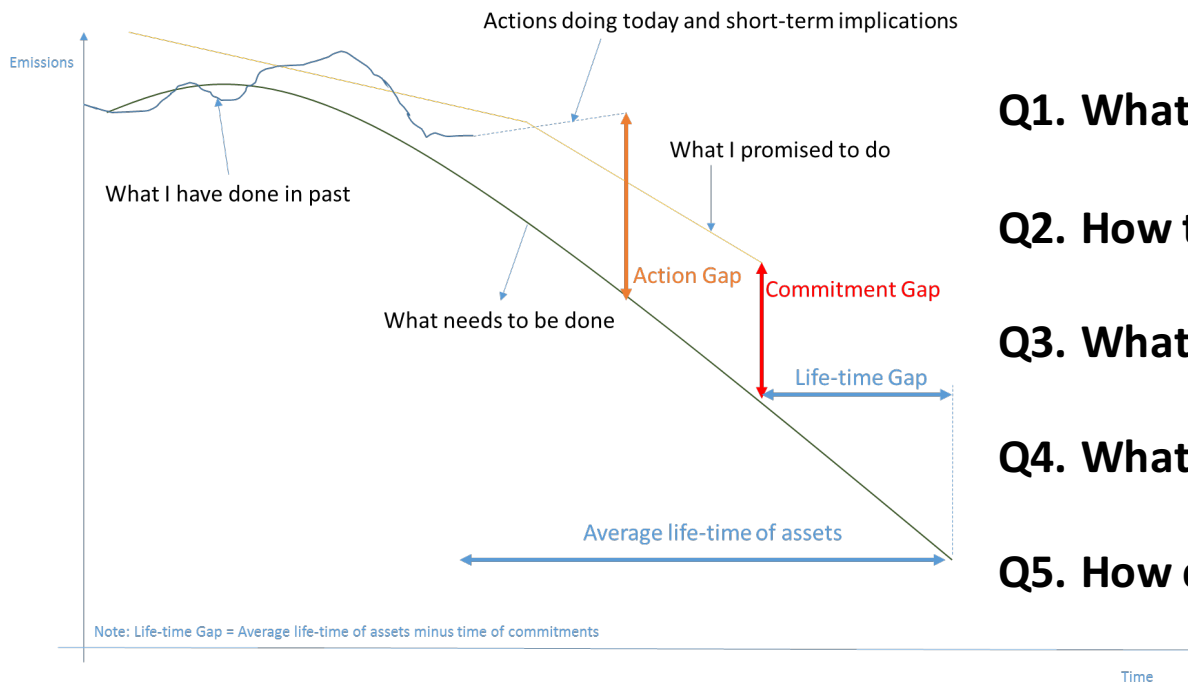 Actions doing today and short-term implications
Emissions
What I promised to do
What I have done in past
Action Gap
Commitment Gap
What needs to be done
Life-time Gap
Average life-time of assets
Note: Life-time Gap = Average life-time of assets minus time of commitments
Time
Q1. What
Q2. How
Q3. What
Q4. What
Q5. How